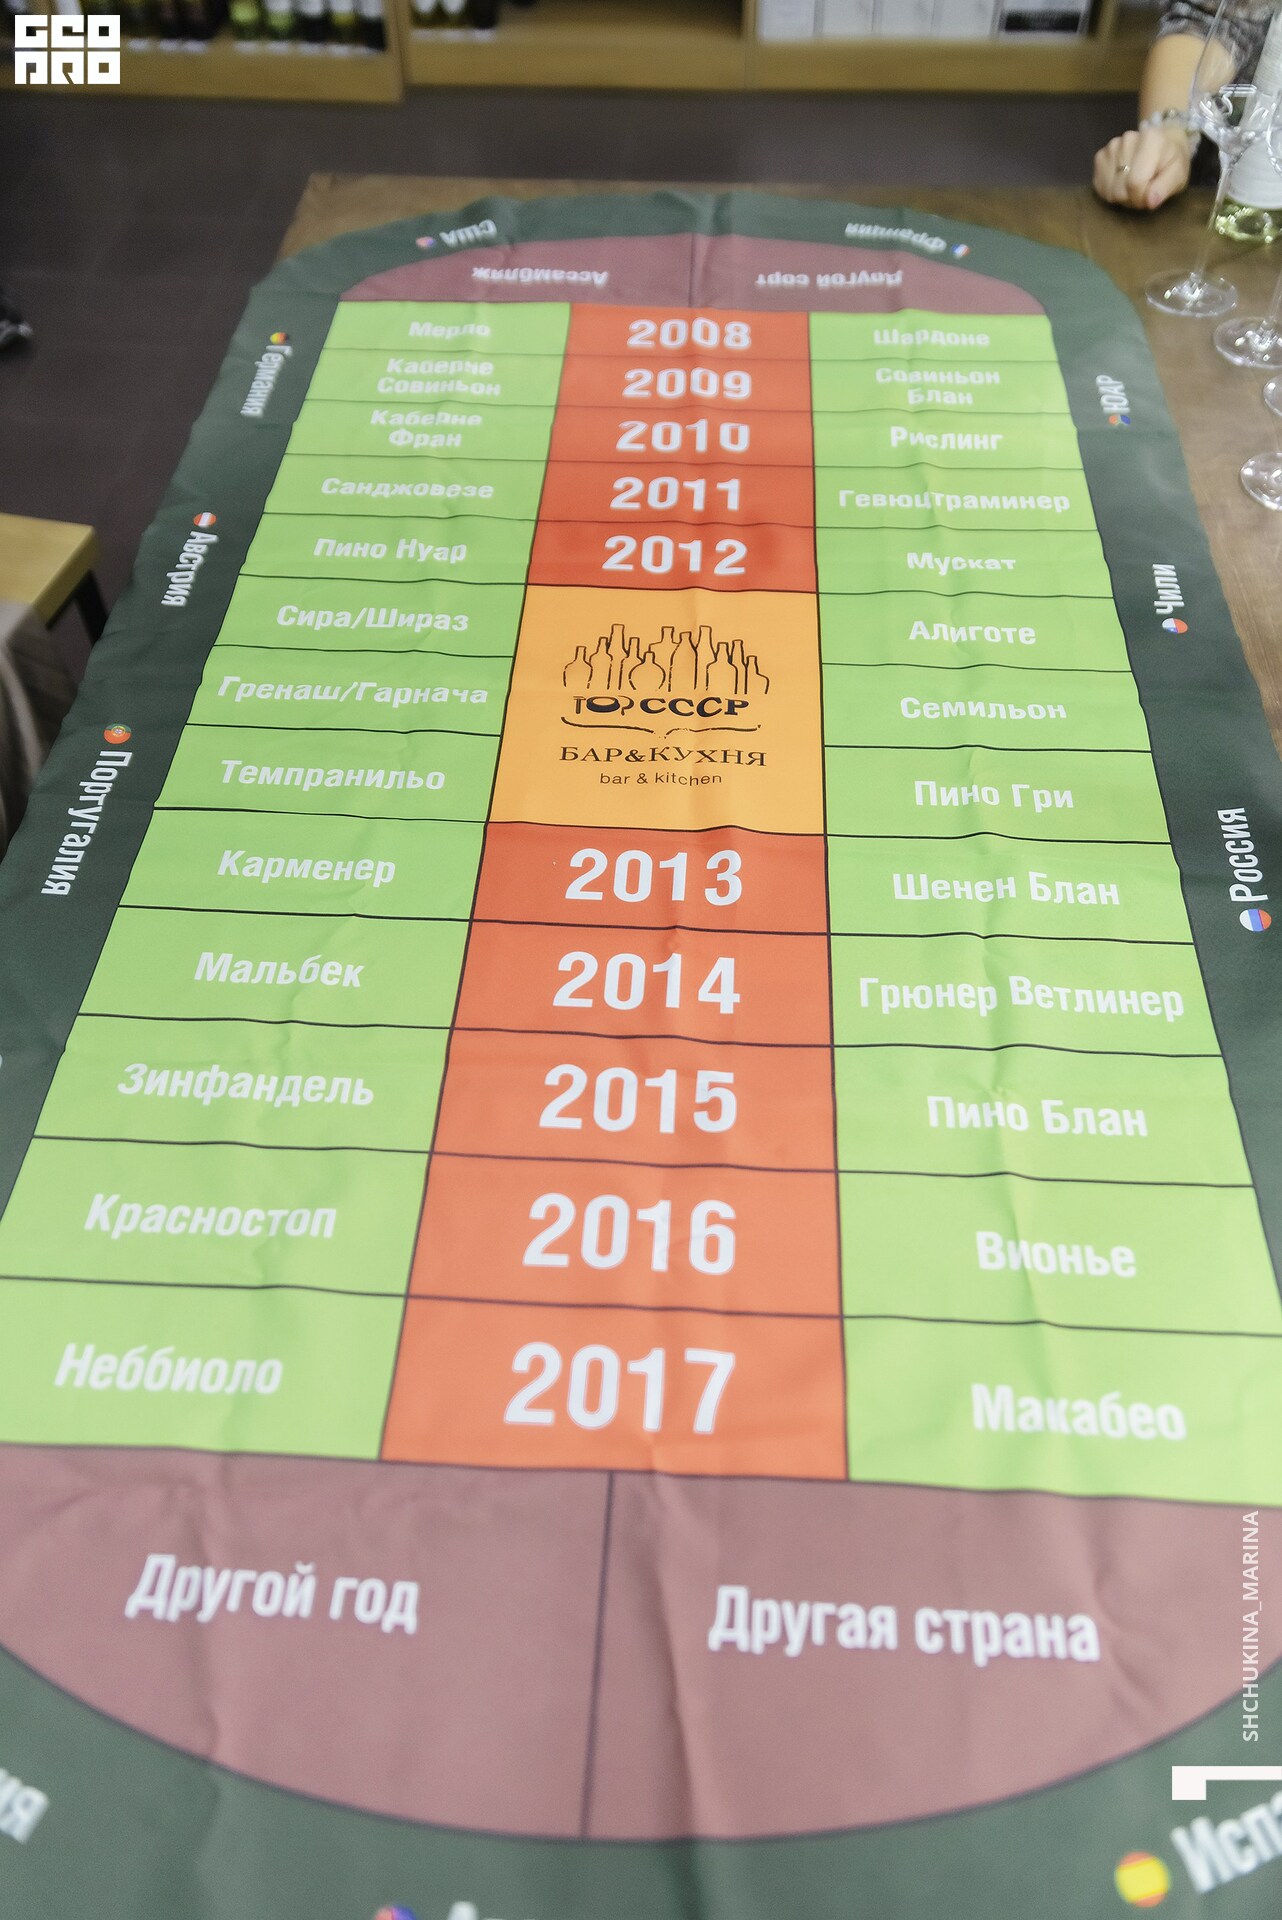 GEO
PRO
США
Франция
Ассамбляж
Другой сорт
Мерло
2008
Шардоне
Каберне
Совиньон
2009
Совиньон
Блан
Каберне
Фран
2010
Рислинг
Санджовезе
2011
Гевюцтраминер
Пино Нуар
2012
Мускат
Сира/Шираз
Алиготе
Гренаш/Гарнача
Семильон
Темпранильо
Пино Гри
TOP СССР
БАР&КУХНЯ
bar & kitchen
Карменер
2013
Шенен Блан
Мальбек
2014
Грюнер Ветлинер
Зинфандель
2015
Пино Блан
Красностоп
2016
Вионье
Неббиоло
2017
Макабео
Другой год
Другая страна
Германия
Австрия
Португалия
ЮАР
Чили
Россия
ия
Испа
SHCHUKINA_MARINA